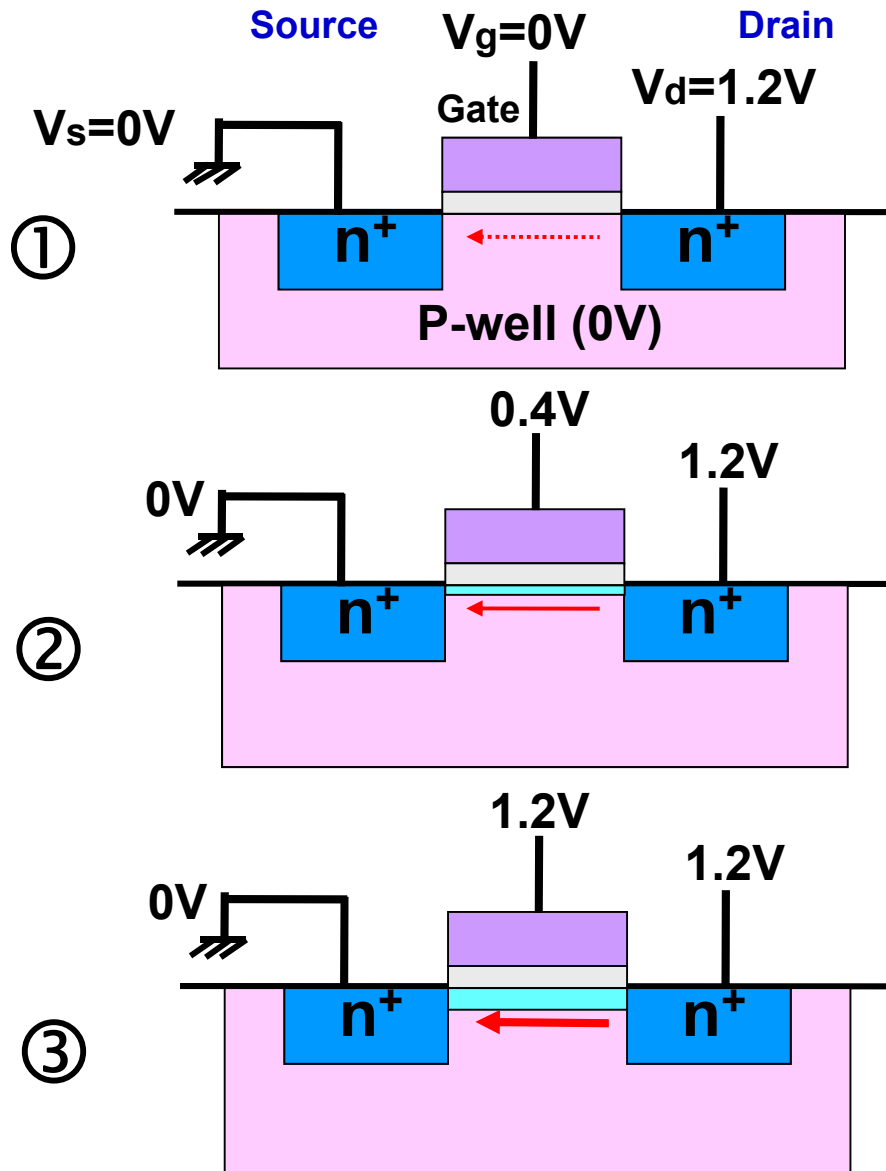 Source
Vg=0V
Drain
Gate
Vd=1.2V
Vs=0V
①
n+
n+
P-well (0V)
0.4V
1.2V
0V
②
n+
n+
1.2V
1.2V
0V
③
n+
n+